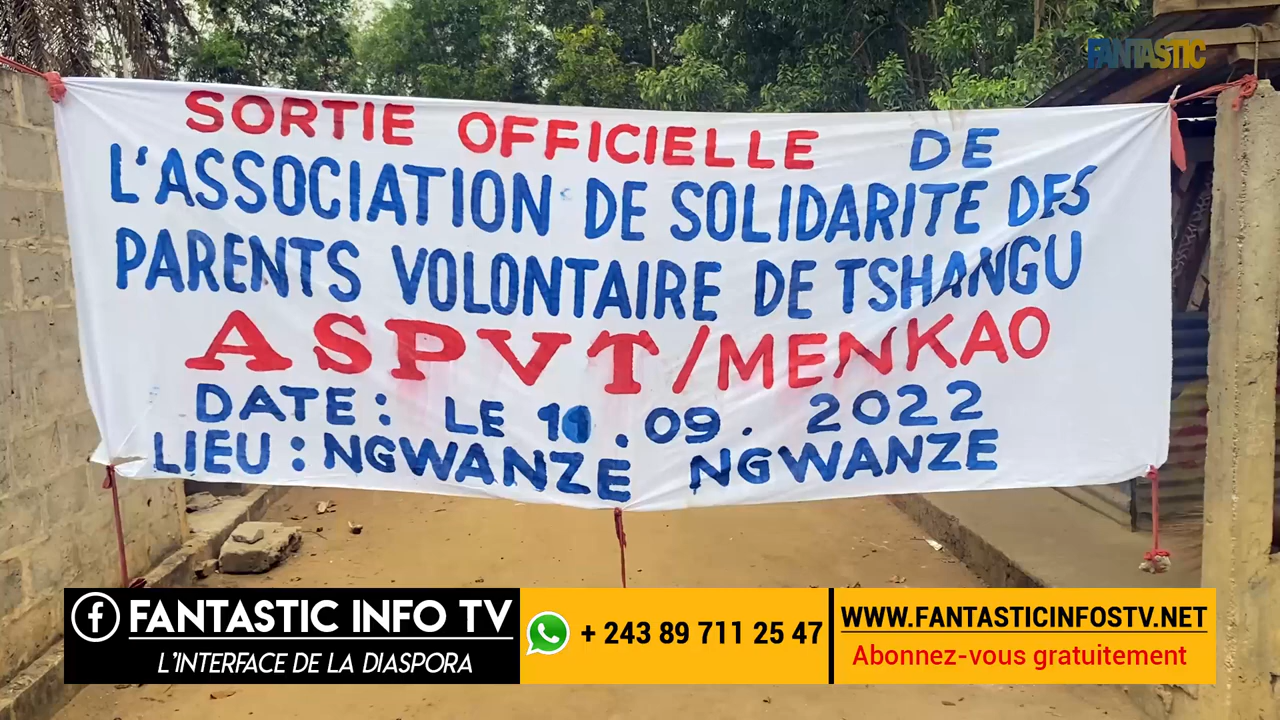 FANTASTIC
SORTIE OFFICIELLE DE
L'ASSOCIATION DE SOLIDARITE DES
PARENTS VOLONTAIRE DE TSHANGU
ASPVT/MENKAO
DATE: LE 11.09.2022
LIEU: NGWANZE NGWANZE
FANTASTIC INFO TV
L'INTERFACE DE LA DIASPORA
+ 243 89 711 25 47
WWW.FANTASTICINFOSTV.NET
Abonnez-vous gratuitement